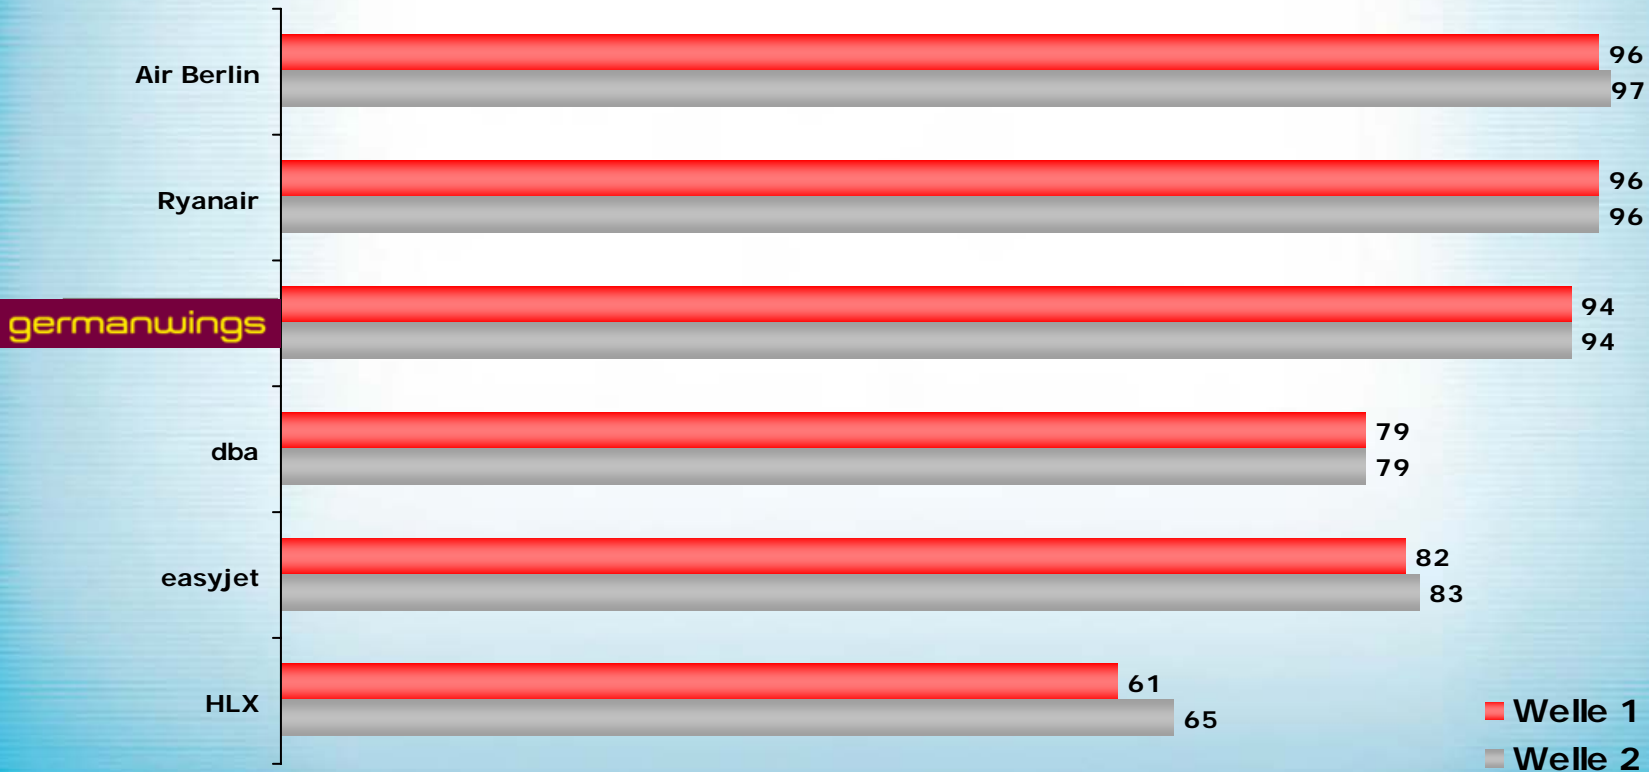 Air Berlin
96
97
Ryanair
96
96
germanwings
94
94
dba
79
79
easyjet
82
83
HLX
61
65
Welle 1
Welle 2